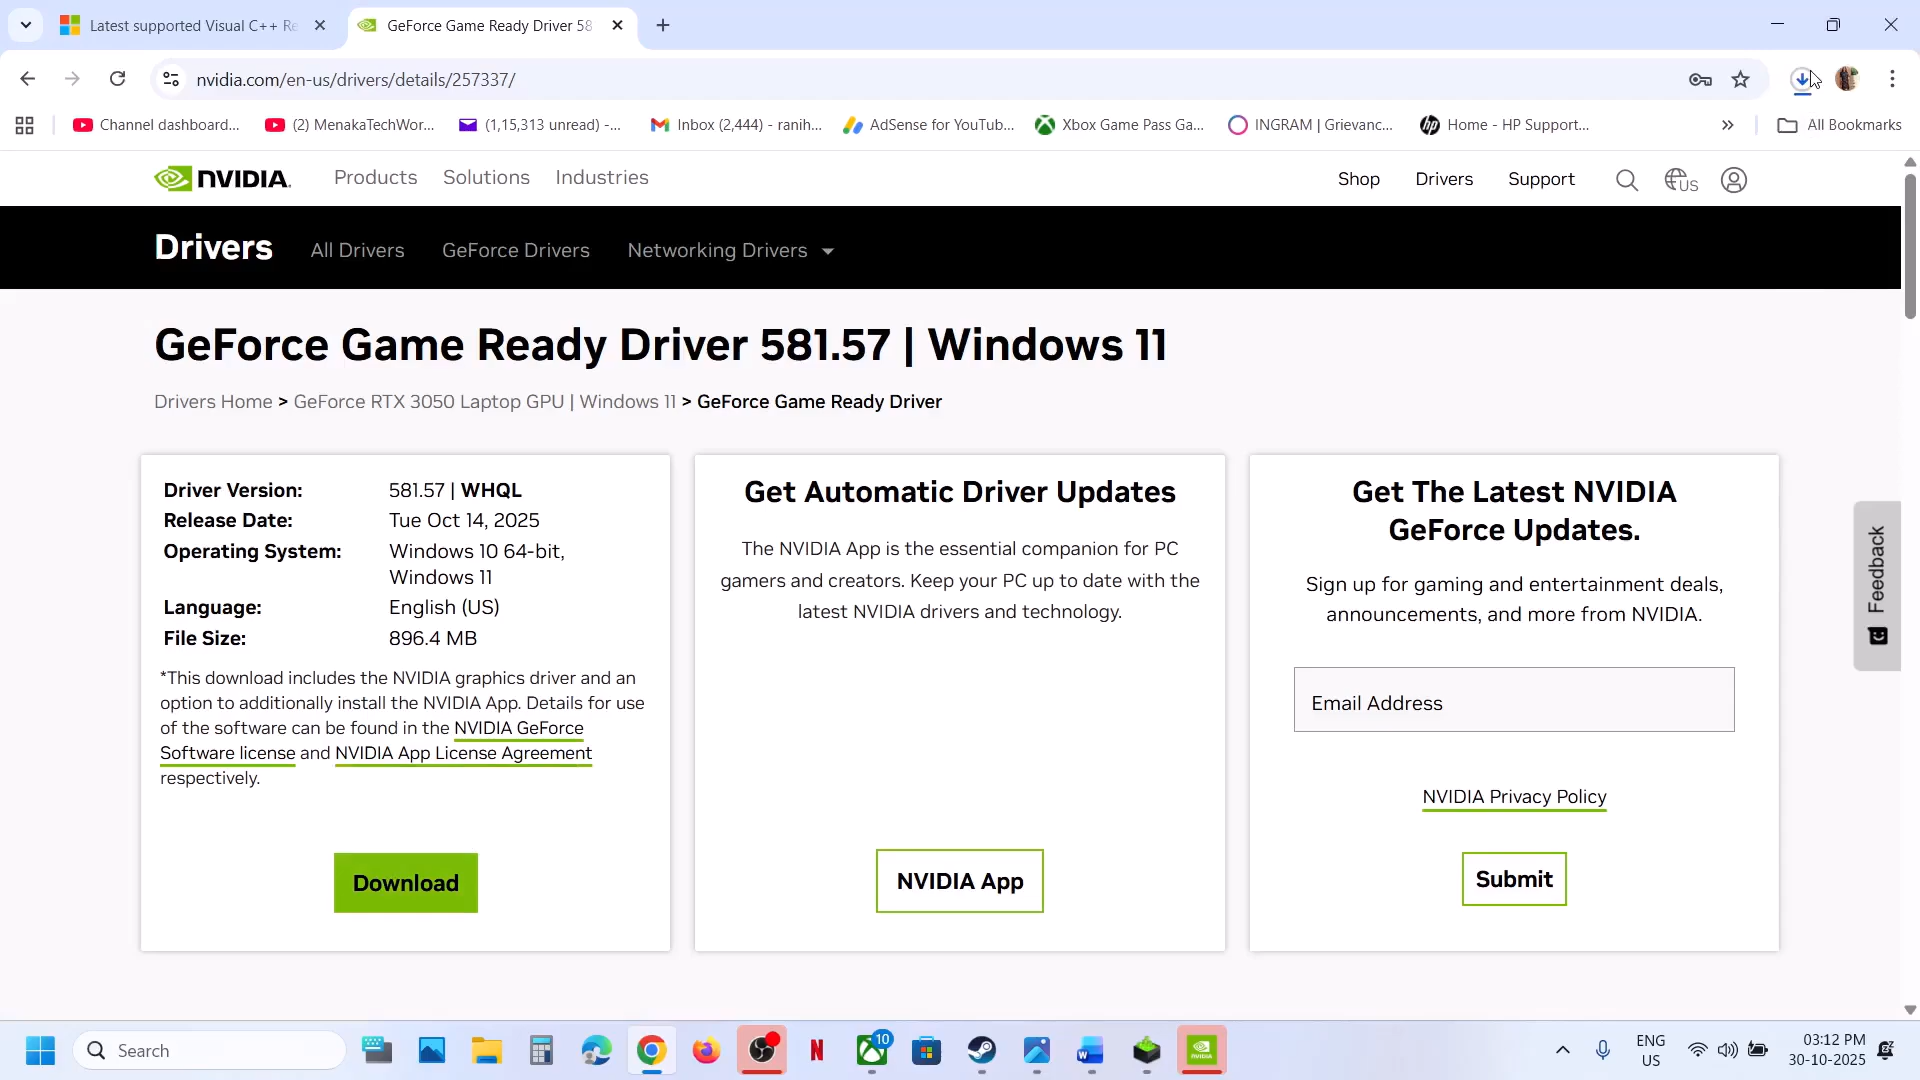 Latest supported Visual C++ Re
GeForce Game Ready Driver 58
nvidia.com/en-us/drivers/details/257337/
Channel dashboard...
(2) MenakaTechWor...
(1,15,313 unread) -...
Inbox (2,444) - ranih...
AdSense for YouTub...
Xbox Game Pass Ga...
INGRAM | Grievanc...
Home - HP Support...
All Bookmarks
NVIDIA.
Products
Solutions
Industries
Shop
Drivers
Support
US
Drivers
All Drivers
GeForce Drivers
Networking Drivers
GeForce Game Ready Driver 581.57 | Windows 11
Drivers Home > GeForce RTX 3050 Laptop GPU | Windows 11 > GeForce Game Ready Driver
Driver Version: 581.57 | WHQL
Release Date: Tue Oct 14, 2025
Operating System: Windows 10 64-bit,
Windows 11
Language: English (US)
File Size: 896.4 MB
*This download includes the NVIDIA graphics driver and an
option to additionally install the NVIDIA App. Details for use
of the software can be found in the NVIDIA GeForce
Software license and NVIDIA App License Agreement
respectively.
Download
Get Automatic Driver Updates
The NVIDIA App is the essential companion for PC
gamers and creators. Keep your PC up to date with the
latest NVIDIA drivers and technology.
NVIDIA App
Get The Latest NVIDIA
GeForce Updates.
Sign up for gaming and entertainment deals,
announcements, and more from NVIDIA.
Email Address
NVIDIA Privacy Policy
Submit
Feedback
Search
10
ENG
US
03:12 PM
30-10-2025